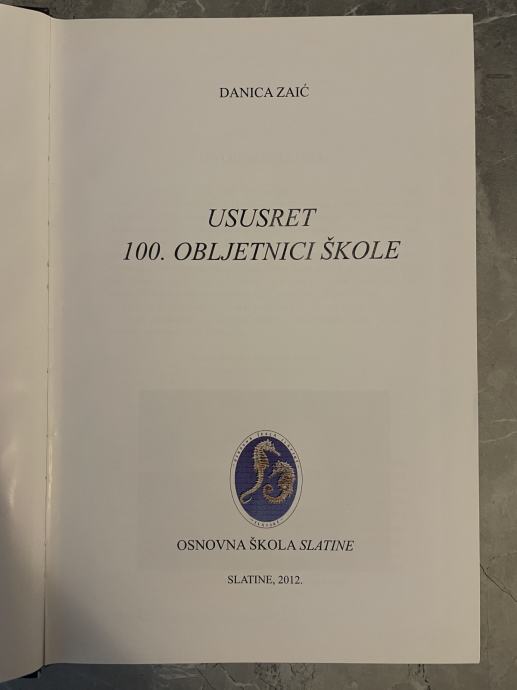 DANICA ZAIĆ
USUSRET
100. OBLJETNICI ŠKOLE
OSNOVNA ŠKOLA SLATINE
SLATINE, 2012.